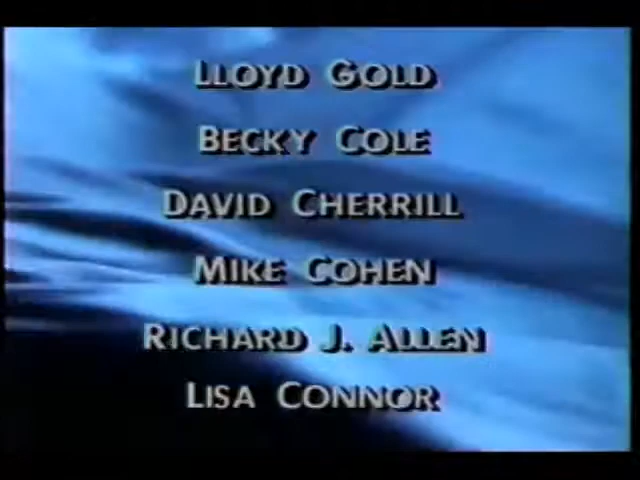 Lloyd Gold
Becky Cole
David Cherrill
Mike Cohen
Richard J. Allen
Lisa Connor